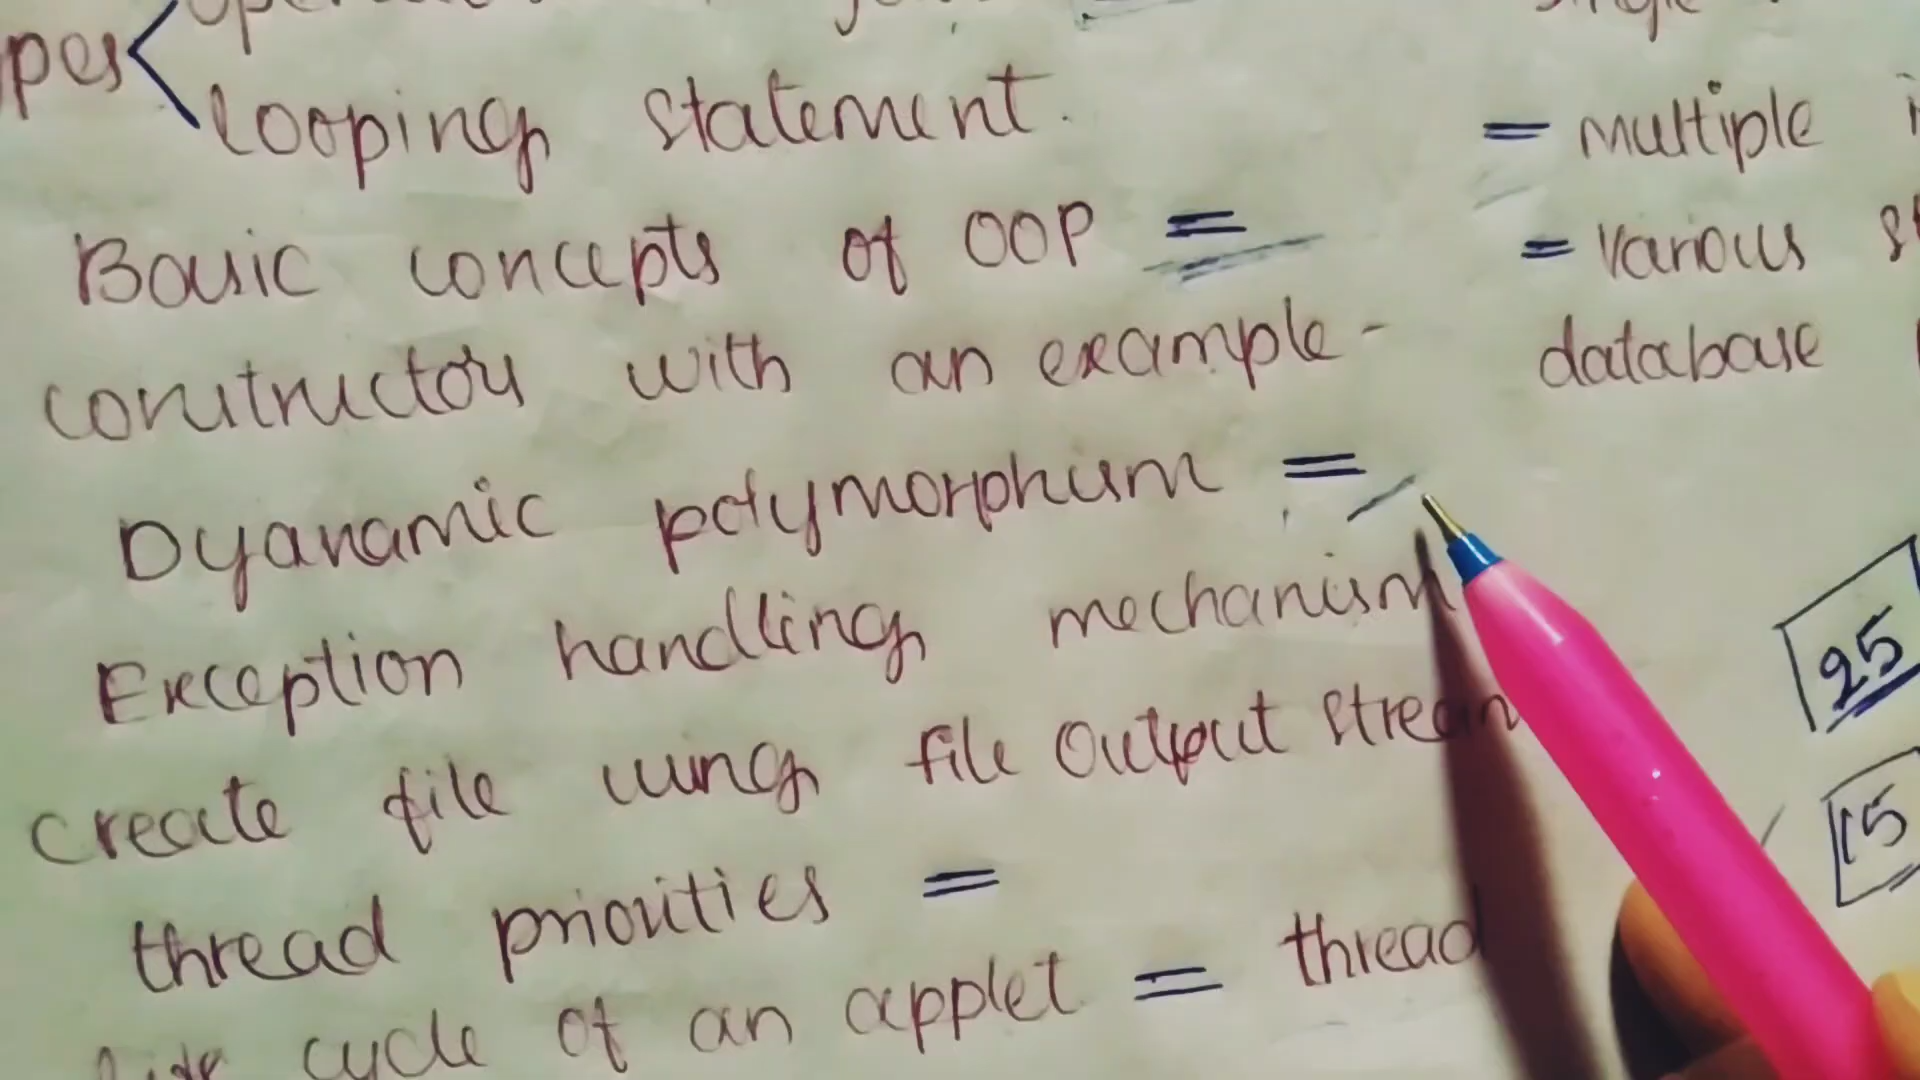 looping statement.
= multiple
Basic concepts of OOP =
= various
constructor with an example -
database
Dyanamic polymorphism =
Exception handling mechanism
25
create file using file Output Stream
15
thread priorities =
life cycle of an applet = thread